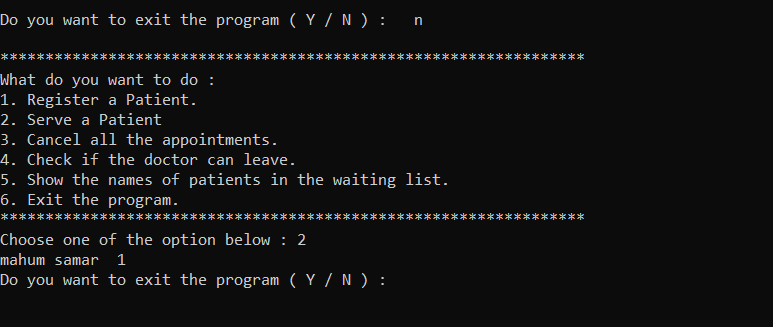 Do you want to exit the program ( Y / N ) :   n
*****************************************************************
What do you want to do :
1. Register a Patient.
2. Serve a Patient
3. Cancel all the appointments.
4. Check if the doctor can leave.
5. Show the names of patients in the waiting list.
6. Exit the program.
*****************************************************************
Choose one of the option below : 2
mahum samar  1
Do you want to exit the program ( Y / N ) :